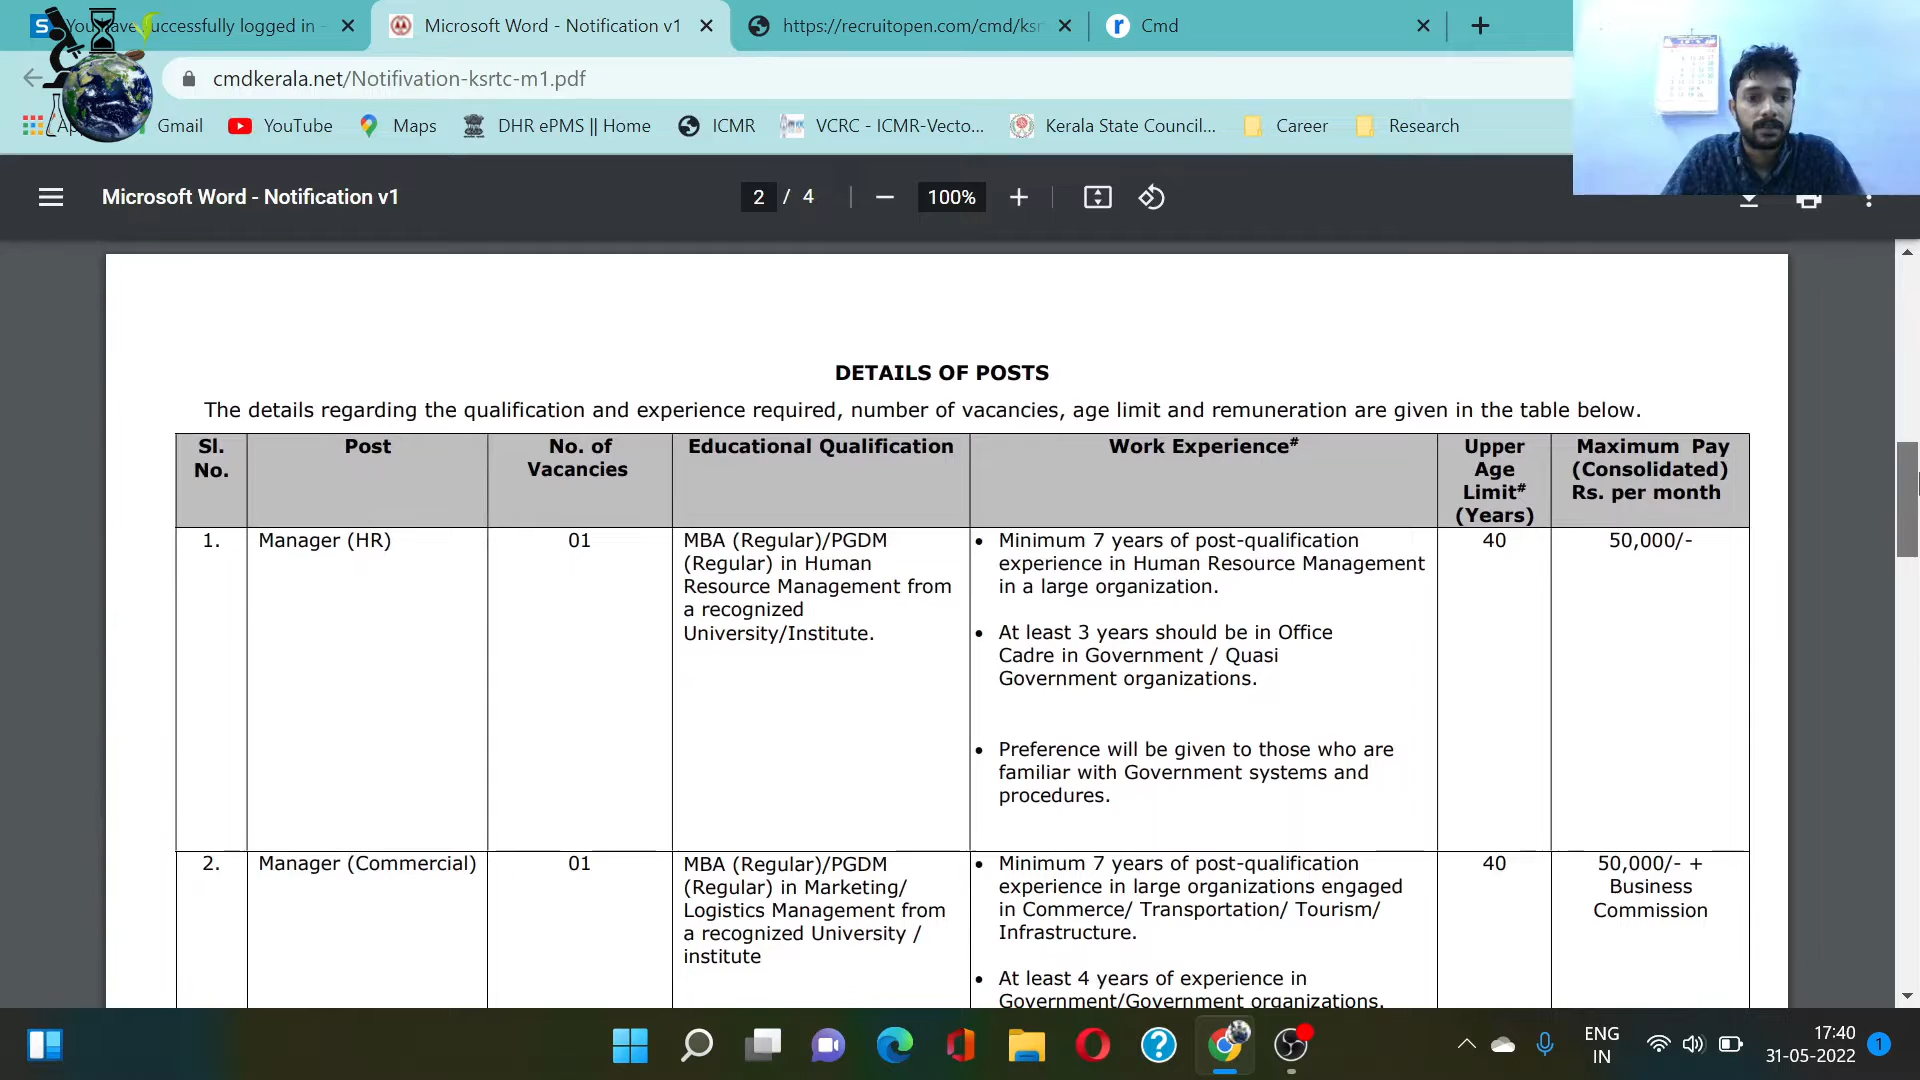 You have successfully logged in -
Microsoft Word - Notification v1
https://recruitopen.com/cmd/ksr
Cmd
cmdkerala.net/Notifivation-ksrtc-m1.pdf
Gmail
YouTube
Maps
DHR ePMS || Home
ICMR
VCRC - ICMR-Vecto...
Kerala State Council...
Career
Research
Microsoft Word - Notification v1
2 / 4
100%
DETAILS OF POSTS
The details regarding the qualification and experience required, number of vacancies, age limit and remuneration are given in the table below.
Sl.
No.
Post
No. of
Vacancies
Educational Qualification
Work Experience#
Upper
Age
Limit#
(Years)
Maximum Pay
(Consolidated)
Rs. per month
1.
Manager (HR)
01
MBA (Regular)/PGDM
(Regular) in Human
Resource Management from
a recognized
University/Institute.
• Minimum 7 years of post-qualification
experience in Human Resource Management
in a large organization.
• At least 3 years should be in Office
Cadre in Government / Quasi
Government organizations.
• Preference will be given to those who are
familiar with Government systems and
procedures.
40
50,000/-
2.
Manager (Commercial)
01
MBA (Regular)/PGDM
(Regular) in Marketing/
Logistics Management from
a recognized University /
institute
• Minimum 7 years of post-qualification
experience in large organizations engaged
in Commerce/ Transportation/ Tourism/
Infrastructure.
• At least 4 years of experience in
Government/Government organizations.
40
50,000/- +
Business
Commission
ENG
IN
17:40
31-05-2022
1